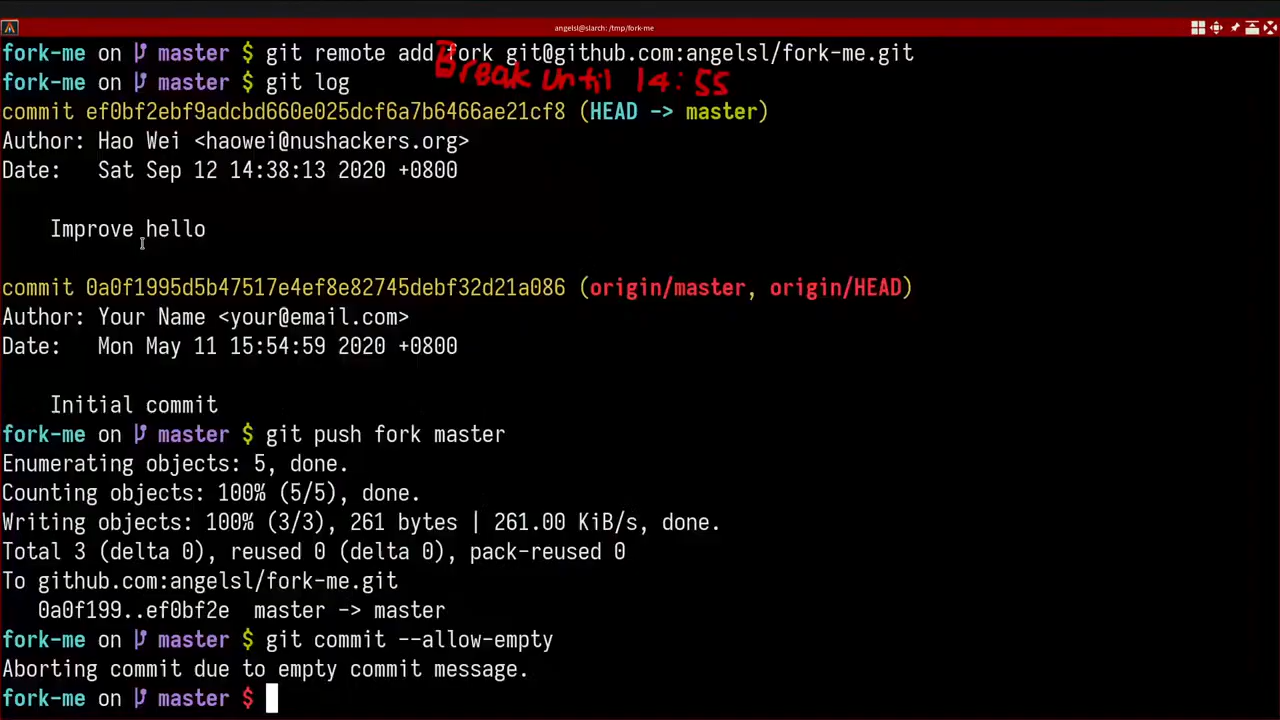 angelsl@slarch: /tmp/fork-me
fork-me on master $ git remote add fork git@github.com:angelsl/fork-me.git
Break until 14:55
fork-me on master $ git log
commit ef0bf2ebf9adcbd660e025dcf6a7b6466ae21cf8 (HEAD -> master)
Author: Hao Wei <haowei@nushackers.org>
Date:   Sat Sep 12 14:38:13 2020 +0800
Improve hello
commit 0a0f1995d5b47517e4ef8e82745debf32d21a086 (origin/master, origin/HEAD)
Author: Your Name <your@email.com>
Date:   Mon May 11 15:54:59 2020 +0800
Initial commit
fork-me on master $ git push fork master
Enumerating objects: 5, done.
Counting objects: 100% (5/5), done.
Writing objects: 100% (3/3), 261 bytes | 261.00 KiB/s, done.
Total 3 (delta 0), reused 0 (delta 0), pack-reused 0
To github.com:angelsl/fork-me.git
0a0f199..ef0bf2e  master -> master
fork-me on master $ git commit --allow-empty
Aborting commit due to empty commit message.
fork-me on master $